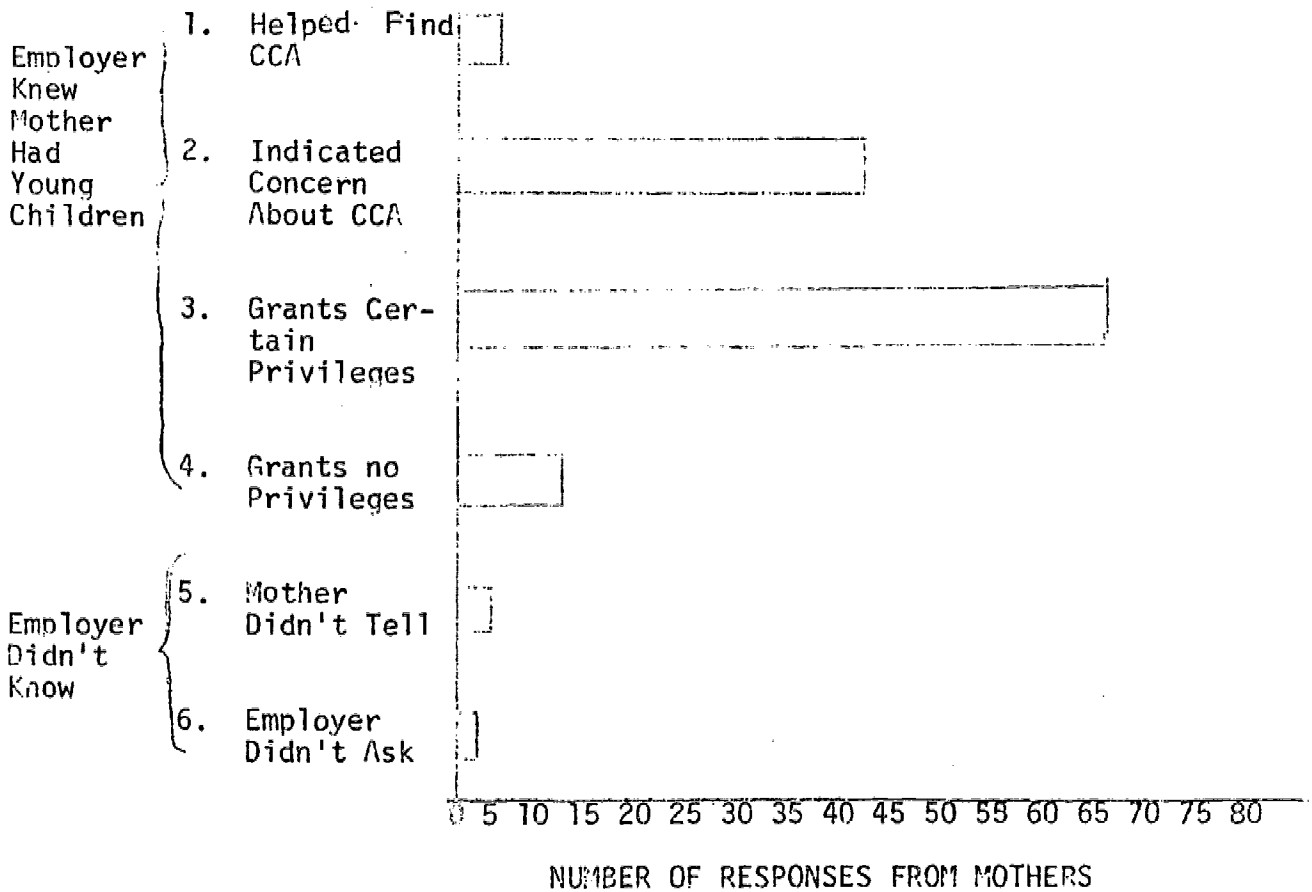 Employer
Knew
Mother
Had
Young
Children
1. Helped Find
CCA
2. Indicated
Concern
About CCA
3. Grants Cer-
tain
Privileges
4. Grants no
Privileges
Employer
Didn't
Know
5. Mother
Didn't Tell
6. Employer
Didn't Ask
0 5 10 15 20 25 30 35 40 45 50 55 60 65 70 75 80
NUMBER OF RESPONSES FROM MOTHERS